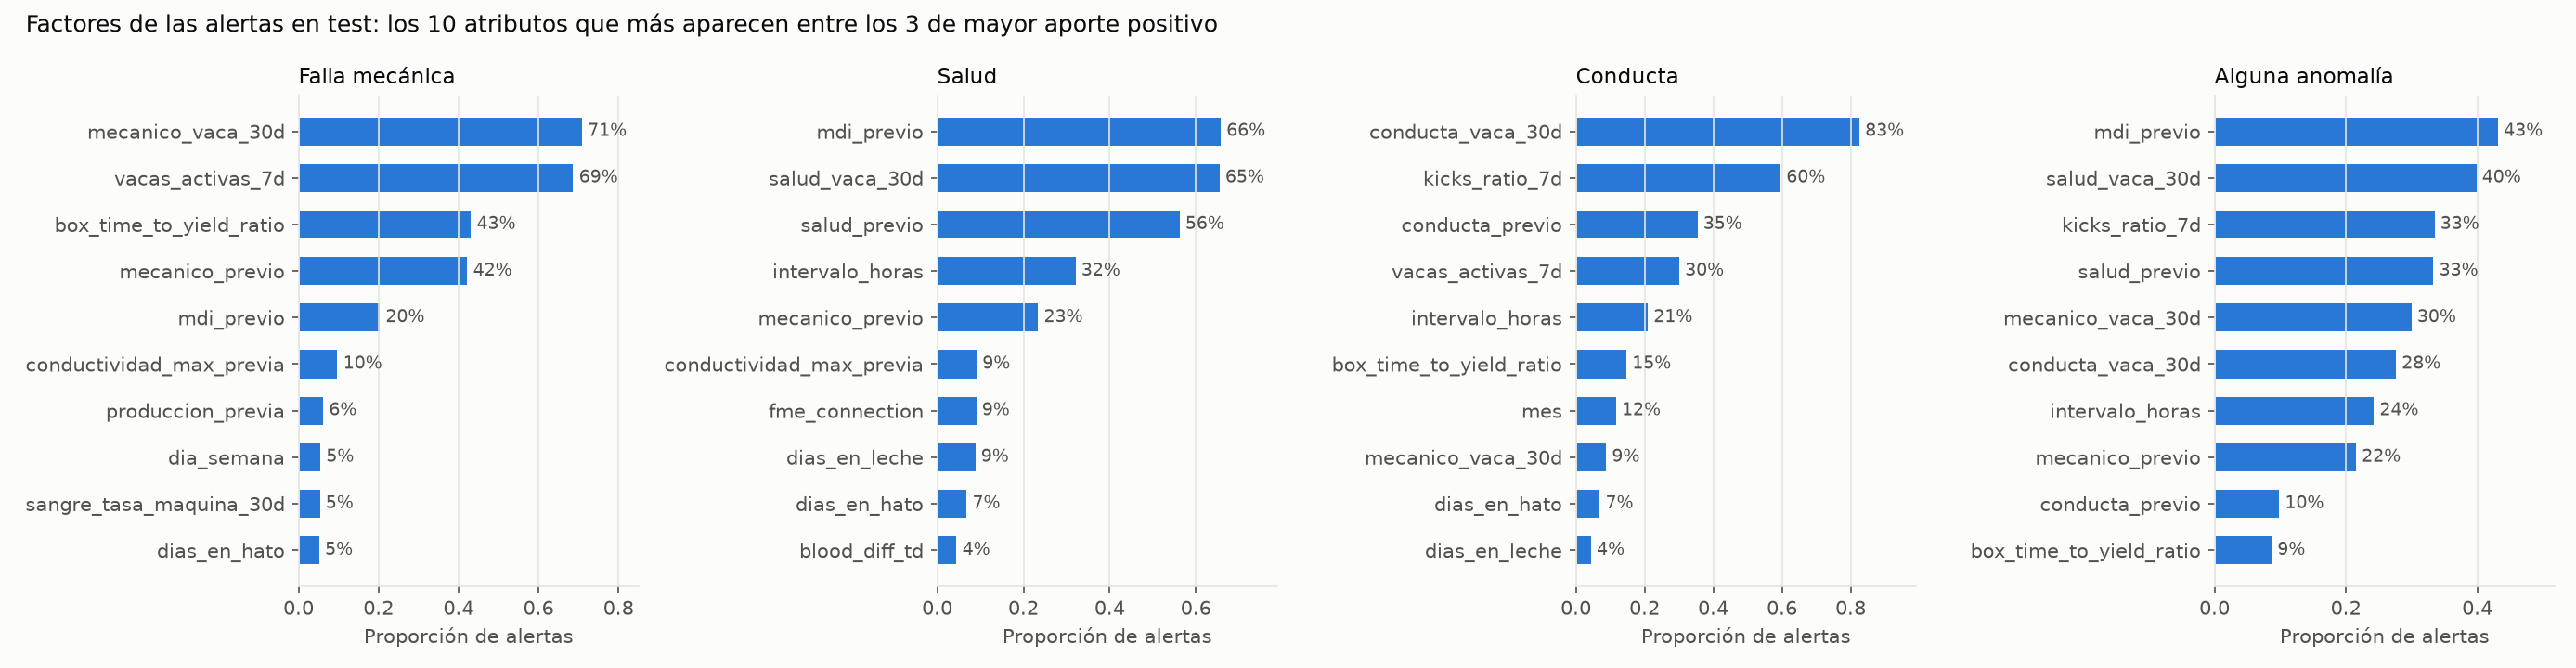 Factores de las alertas en test: los 10 atributos que más aparecen entre los 3 de mayor aporte positivo
Falla mecánica
mecanico_vaca_30d 71%
vacas_activas_7d 69%
box_time_to_yield_ratio 43%
mecanico_previo 42%
mdi_previo 20%
conductividad_max_previa 10%
produccion_previa 6%
dia_semana 5%
sangre_tasa_maquina_30d 5%
dias_en_hato 5%
0.0 0.2 0.4 0.6 0.8
Proporción de alertas
Salud
mdi_previo 66%
salud_vaca_30d 65%
salud_previo 56%
intervalo_horas 32%
mecanico_previo 23%
conductividad_max_previa 9%
fme_connection 9%
dias_en_leche 9%
dias_en_hato 7%
blood_diff_td 4%
0.0 0.2 0.4 0.6
Proporción de alertas
Conducta
conducta_vaca_30d 83%
kicks_ratio_7d 60%
conducta_previo 35%
vacas_activas_7d 30%
intervalo_horas 21%
box_time_to_yield_ratio 15%
mes 12%
mecanico_vaca_30d 9%
dias_en_hato 7%
dias_en_leche 4%
0.0 0.2 0.4 0.6 0.8
Proporción de alertas
Alguna anomalía
mdi_previo 43%
salud_vaca_30d 40%
kicks_ratio_7d 33%
salud_previo 33%
mecanico_vaca_30d 30%
conducta_vaca_30d 28%
intervalo_horas 24%
mecanico_previo 22%
conducta_previo 10%
box_time_to_yield_ratio 9%
0.0 0.2 0.4
Proporción de alertas